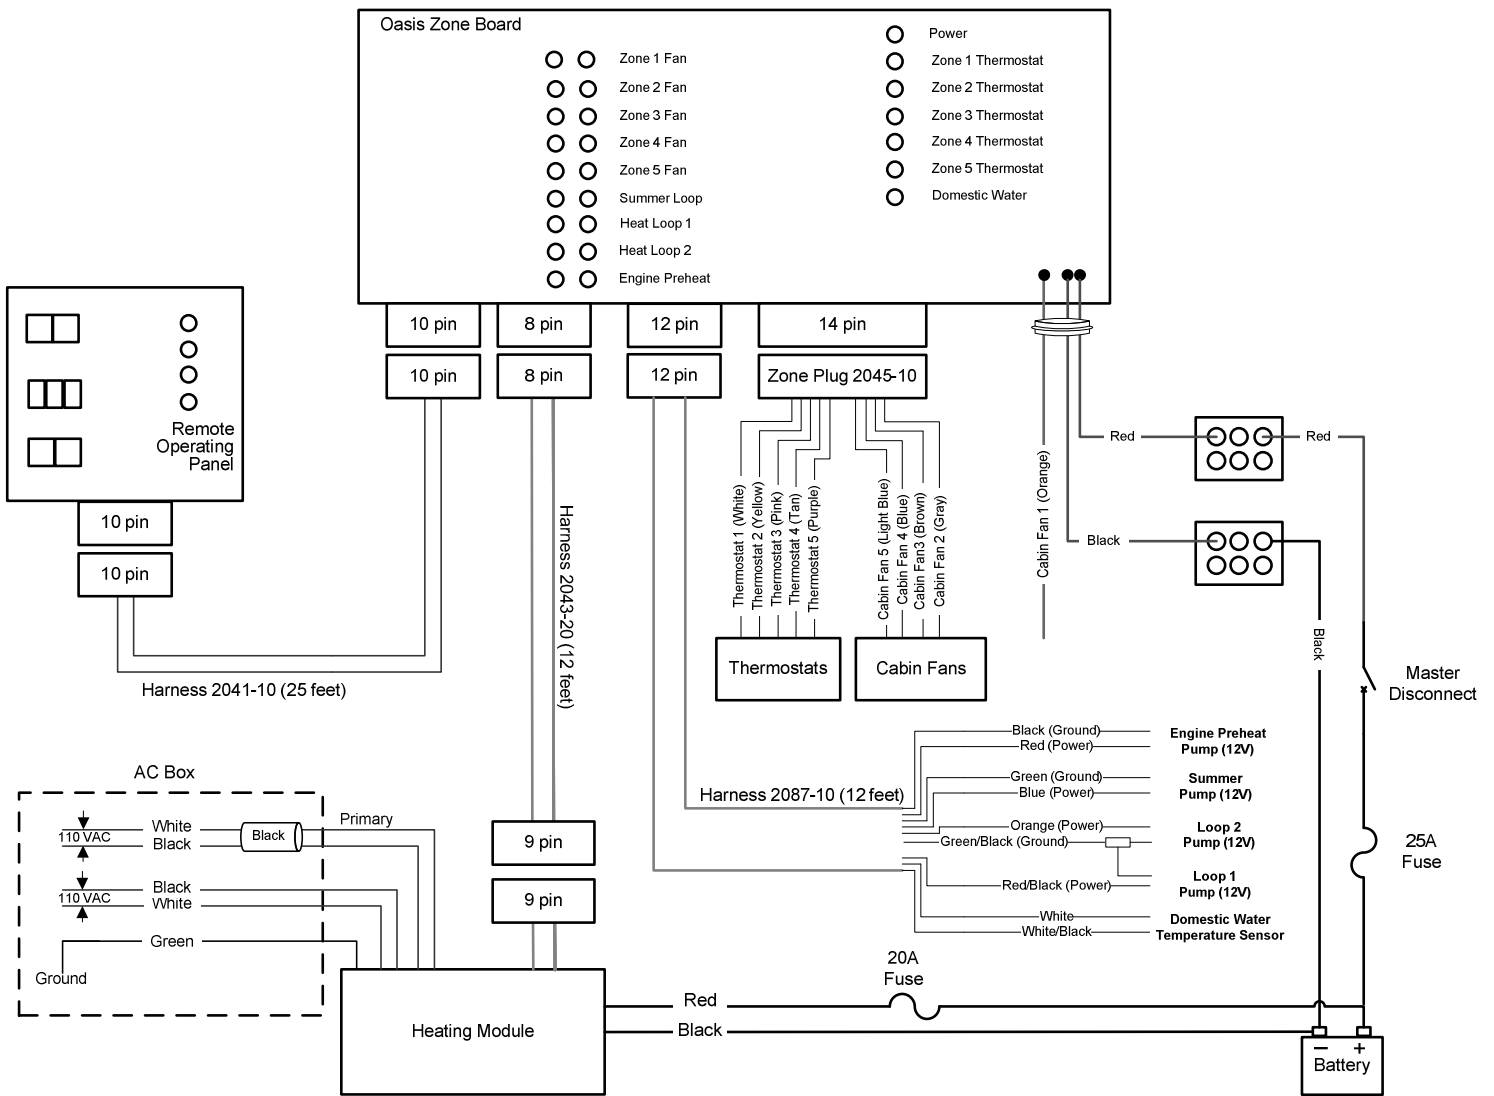 Oasis Zone Board
Zone 1 Fan
Zone 2 Fan
Zone 3 Fan
Zone 4 Fan
Zone 5 Fan
Summer Loop
Heat Loop 1
Heat Loop 2
Engine Preheat
Power
Zone 1 Thermostat
Zone 2 Thermostat
Zone 3 Thermostat
Zone 4 Thermostat
Zone 5 Thermostat
Domestic Water
10 pin
8 pin
12 pin
14 pin
10 pin
8 pin
12 pin
Zone Plug 2045-10
Remote
Operating
Panel
10 pin
10 pin
Harness 2041-10 (25 feet)
Harness 2043-20 (12 feet)
Thermostat 1 (White)
Thermostat 2 (Yellow)
Thermostat 3 (Pink)
Thermostat 4 (Tan)
Thermostat 5 (Purple)
Cabin Fan 5 (Light Blue)
Cabin Fan 4 (Blue)
Cabin Fan3 (Brown)
Cabin Fan 2 (Gray)
Thermostats
Cabin Fans
Cabin Fan 1 (Orange)
Red
Red
Black
Black
Master
Disconnect
25A
Fuse
Harness 2087-10 (12 feet)
Black (Ground)
Red (Power)
Engine Preheat
Pump (12V)
Green (Ground)
Blue (Power)
Summer
Pump (12V)
Orange (Power)
Green/Black (Ground)
Loop 2
Pump (12V)
Red/Black (Power)
Loop 1
Pump (12V)
White
White/Black
Domestic Water
Temperature Sensor
AC Box
110 VAC
White
Black
Black
Primary
110 VAC
Black
White
Green
Ground
9 pin
9 pin
Heating Module
20A
Fuse
Red
Black
− +
Battery